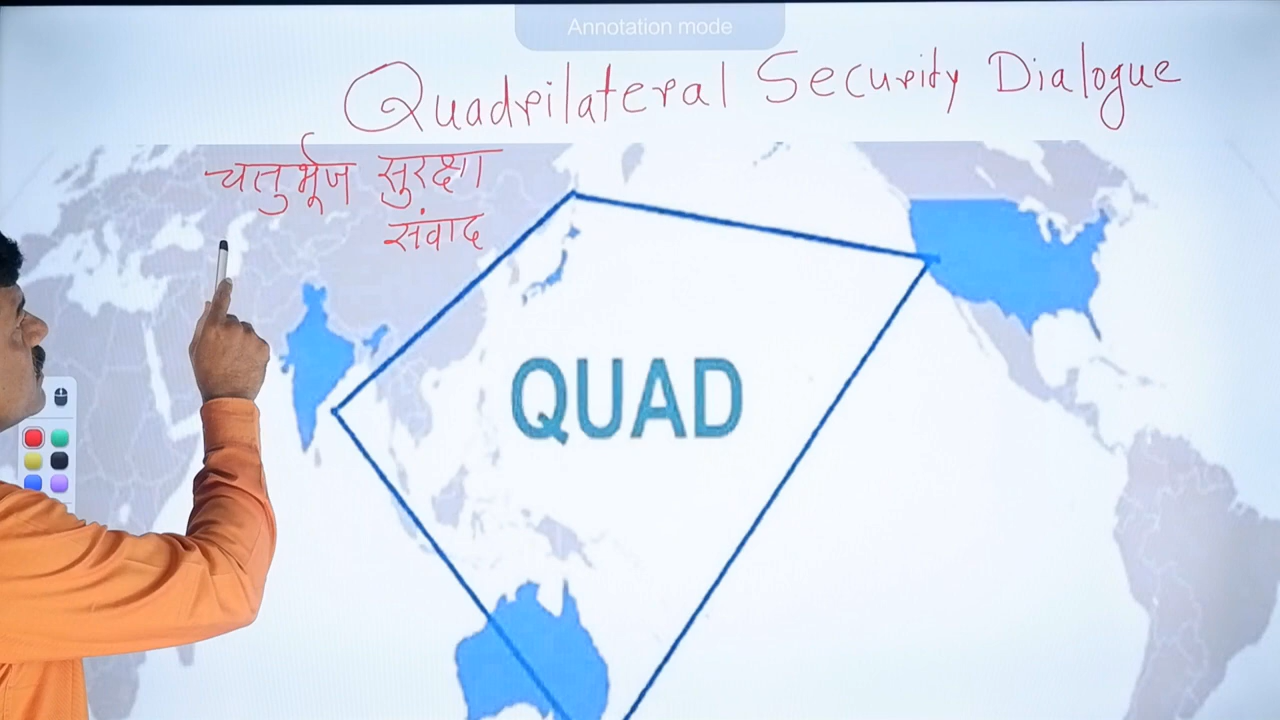 Annotation mode
Quadrilateral Security Dialogue
चतुर्भूज सुरक्षा
संवाद
QUAD